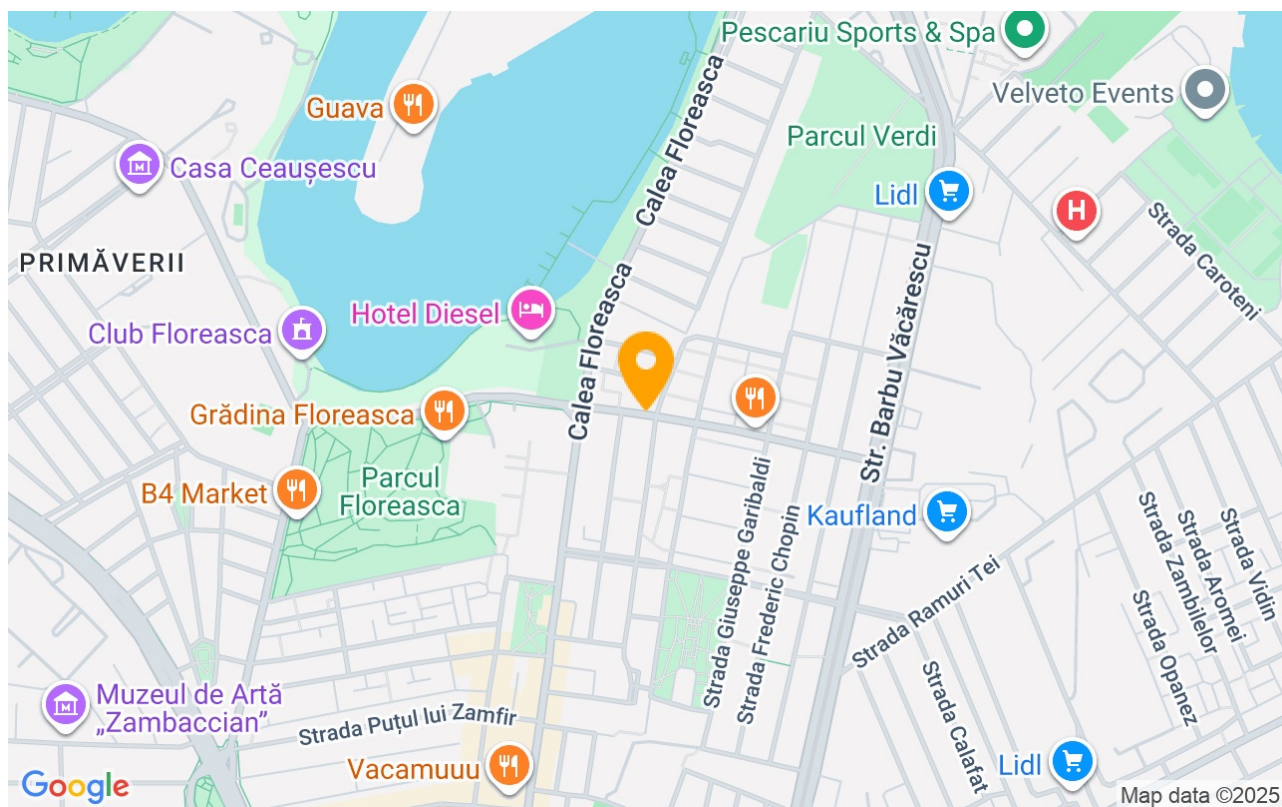 Pescariu Sports & Spa
Guava
Velveto Events
Calea Floreasca
Parcul Verdi
Casa Ceaușescu
Lidl
PRIMĂVERII
Strada Caroteni
Hotel Diesel
Calea Floreasca
Club Floreasca
Str. Barbu Văcărescu
Grădina Floreasca
B4 Market
Parcul
Floreasca
Kaufland
Strada Giuseppe Garibaldi
Strada Frederic Chopin
Strada Ramuri Tei
Strada Zambilelor
Strada Aromei
Strada Vidin
Strada Opanez
Strada Calafat
Muzeul de Artă
„Zambaccian”
Strada Puțul lui Zamfir
Vacamuuu
Lidl
Google
Map data ©2025
H
M
M